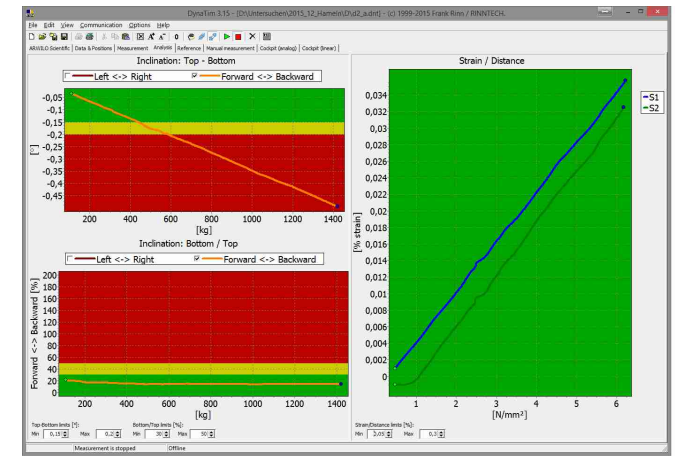 DynaTim 3.15 - [D:\Untersuchen\2015_12_Hameln\D\d2_a.dnt] - (c) 1999-2015 Frank Rinn / RINNTECH.
File Edit View Communication Options Help
ARWILO Scientific | Data & Positions | Measurement Analysis | Reference | Manual measurement | Cockpit (analog) | Cockpit (linear) |
Inclination: Top - Bottom
Left <-> Right Forward <-> Backward
-0,05
-0,1
-0,15
-0,2
-0,25
-0,3
-0,35
-0,4
-0,45
[°]
200 400 600 800 1000 1200 1400
[kg]
Inclination: Bottom / Top
Left <-> Right Forward <-> Backward
Forward <-> Backward [%]
200
180
160
140
120
100
80
60
40
20
0
200 400 600 800 1000 1200 1400
[kg]
Top-Bottom limits [°]:
Min 0,15 Max 0,2
Bottom/Top limits [%]:
Min 30 Max 50
Strain / Distance
0,034
0,032
0,03
0,028
0,026
0,024
0,022
0,02
0,018
0,016
0,014
0,012
0,01
0,008
0,006
0,004
0,002
0
[% strain]
1 2 3 4 5 6
[N/mm²]
S1
S2
Strain/Distance limits [%]:
Min 0,05 Max 0,3
Measurement is stopped Offline